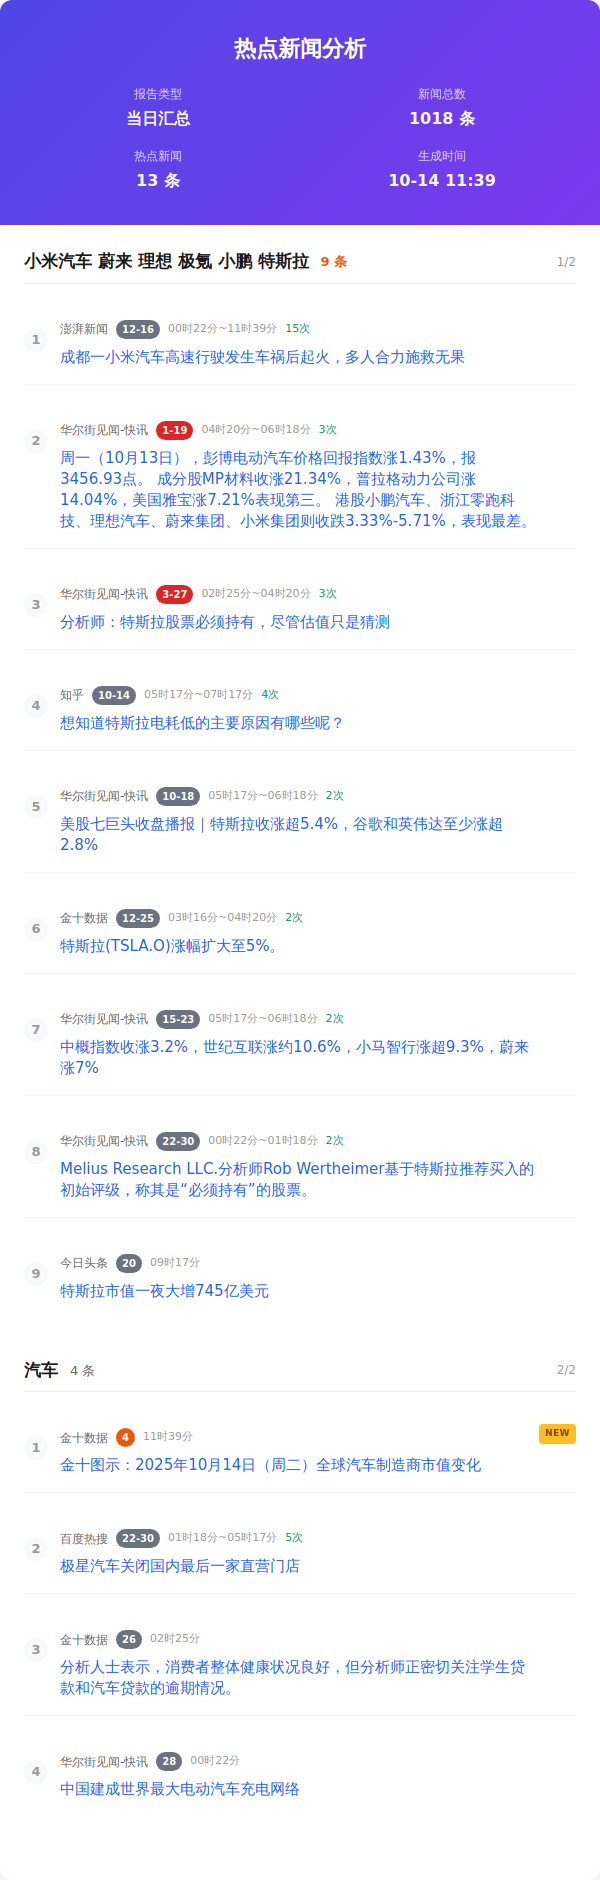 热点新闻分析
报告类型
当日汇总
新闻总数
1018 条
热点新闻
13 条
生成时间
10-14 11:39
小米汽车 蔚来 理想 极氪 小鹏 特斯拉 9 条 1/2
1
澎湃新闻 12-16 00时22分~11时39分 15次
成都一小米汽车高速行驶发生车祸后起火，多人合力施救无果
2
华尔街见闻-快讯 1-19 04时20分~06时18分 3次
周一（10月13日），彭博电动汽车价格回报指数涨1.43%，报
3456.93点。 成分股MP材料收涨21.34%，普拉格动力公司涨
14.04%，美国雅宝涨7.21%表现第三。 港股小鹏汽车、浙江零跑科
技、理想汽车、蔚来集团、小米集团则收跌3.33%-5.71%，表现最差。
3
华尔街见闻-快讯 3-27 02时25分~04时20分 3次
分析师：特斯拉股票必须持有，尽管估值只是猜测
4
知乎 10-14 05时17分~07时17分 4次
想知道特斯拉电耗低的主要原因有哪些呢？
5
华尔街见闻-快讯 10-18 05时17分~06时18分 2次
美股七巨头收盘播报｜特斯拉收涨超5.4%，谷歌和英伟达至少涨超
2.8%
6
金十数据 12-25 03时16分~04时20分 2次
特斯拉(TSLA.O)涨幅扩大至5%。
7
华尔街见闻-快讯 15-23 05时17分~06时18分 2次
中概指数收涨3.2%，世纪互联涨约10.6%，小马智行涨超9.3%，蔚来
涨7%
8
华尔街见闻-快讯 22-30 00时22分~01时18分 2次
Melius Research LLC.分析师Rob Wertheimer基于特斯拉推荐买入的
初始评级，称其是“必须持有”的股票。
9
今日头条 20 09时17分
特斯拉市值一夜大增745亿美元
汽车 4 条 2/2
1
金十数据 4 11时39分 NEW
金十图示：2025年10月14日（周二）全球汽车制造商市值变化
2
百度热搜 22-30 01时18分~05时17分 5次
极星汽车关闭国内最后一家直营门店
3
金十数据 26 02时25分
分析人士表示，消费者整体健康状况良好，但分析师正密切关注学生贷
款和汽车贷款的逾期情况。
4
华尔街见闻-快讯 28 00时22分
中国建成世界最大电动汽车充电网络